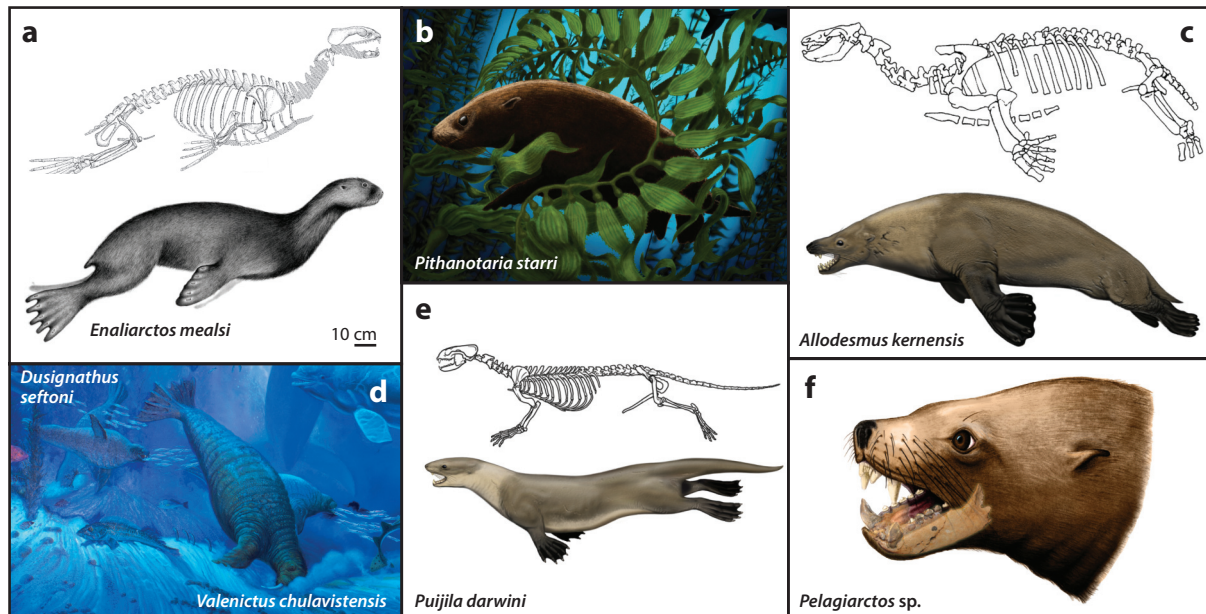 a
Enaliarctos mealsi
10 cm
b
Pithanotaria starri
c
Allodesmus kernensis
Dusignathus
seftoni
d
Valenictus chulavistensis
e
Puijila darwini
f
Pelagiarctos sp.